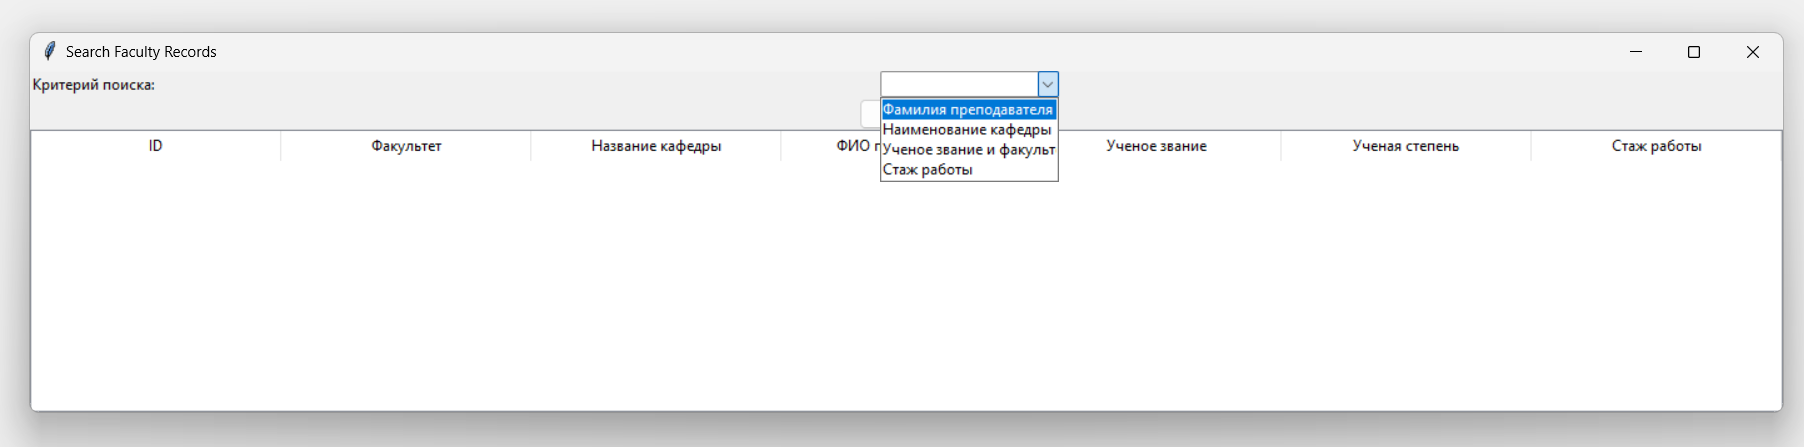 Search Faculty Records
Критерий поиска:
Фамилия преподавателя
Наименование кафедры
Ученое звание и факульт
Стаж работы
ID Факультет Название кафедры ФИО Ученое звание Ученая степень Стаж работы